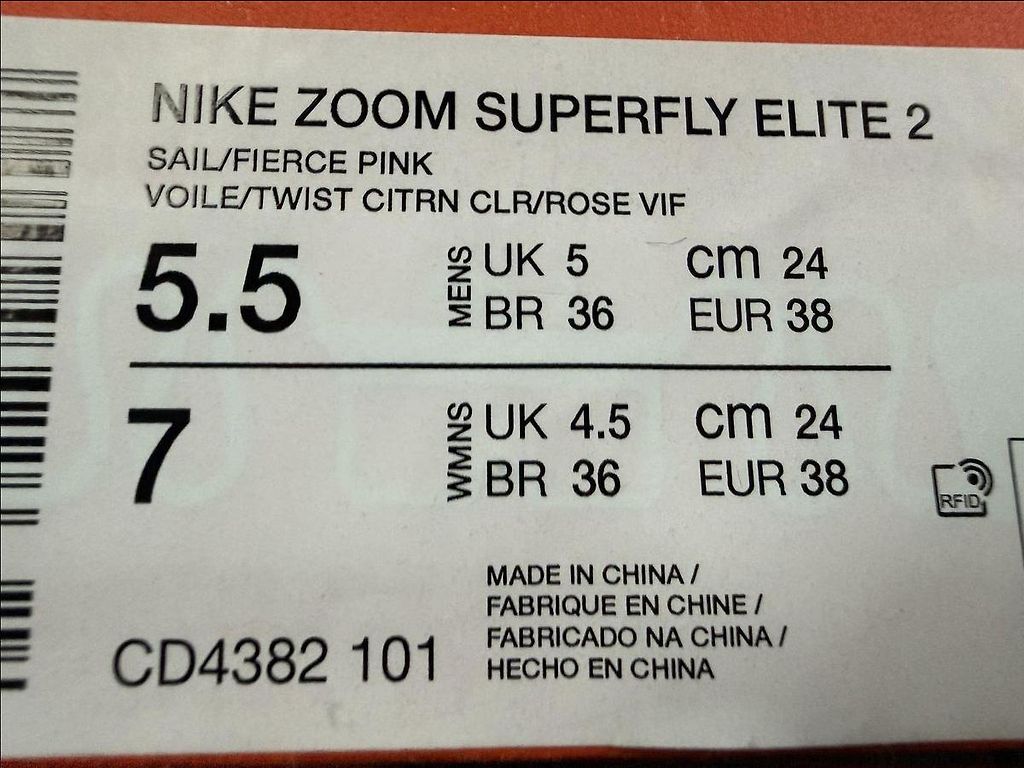 NIKE ZOOM SUPERFLY ELITE 2
SAIL/FIERCE PINK
VOILE/TWIST CITRN CLR/ROSE VIF
5.5 MENS UK 5 cm 24
BR 36 EUR 38
7 WMNS UK 4.5 cm 24
BR 36 EUR 38
RFID
MADE IN CHINA /
FABRIQUE EN CHINE /
FABRICADO NA CHINA /
HECHO EN CHINA
CD4382 101